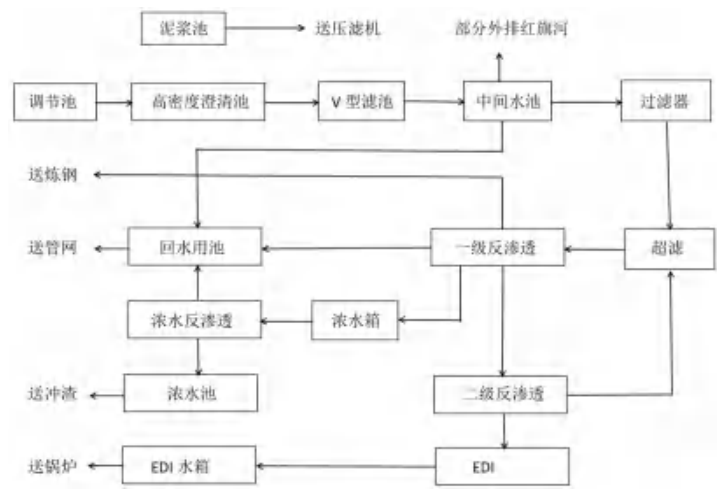 泥浆池
送压滤机
部分外排红旗河
调节池
高密度澄清池
V 型滤池
中间水池
过滤器
送炼钢
送管网
回水用池
一级反渗透
超滤
浓水反渗透
浓水箱
送冲渣
浓水池
二级反渗透
送锅炉
EDI 水箱
EDI